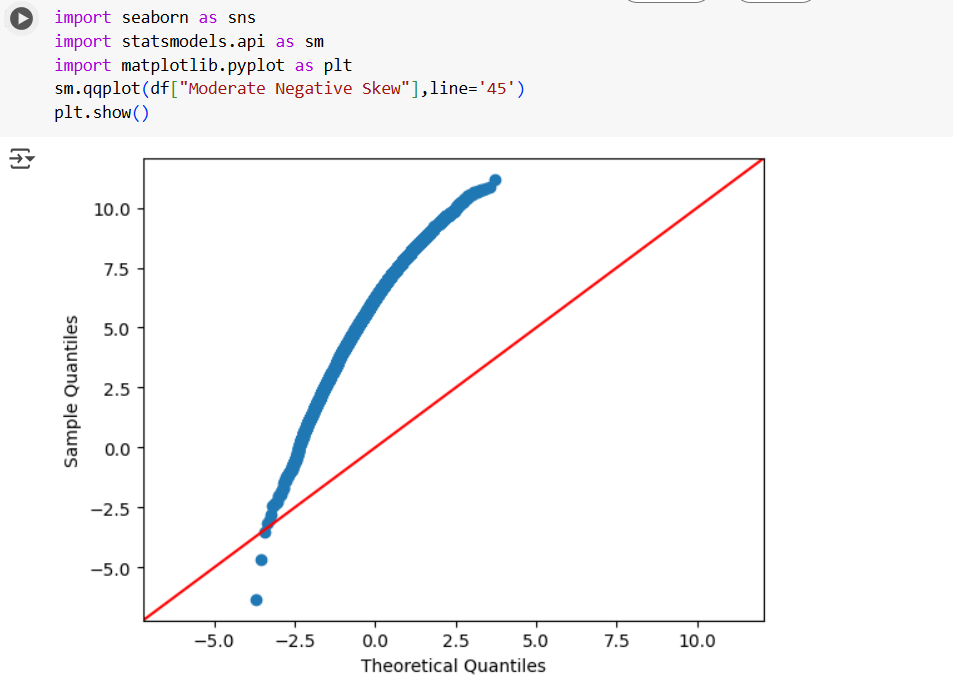 import seaborn as sns
import statsmodels.api as sm
import matplotlib.pyplot as plt
sm.qqplot(df["Moderate Negative Skew"],line='45')
plt.show()
10.0
7.5
5.0
2.5
0.0
−2.5
−5.0
Sample Quantiles
−5.0 −2.5 0.0 2.5 5.0 7.5 10.0
Theoretical Quantiles